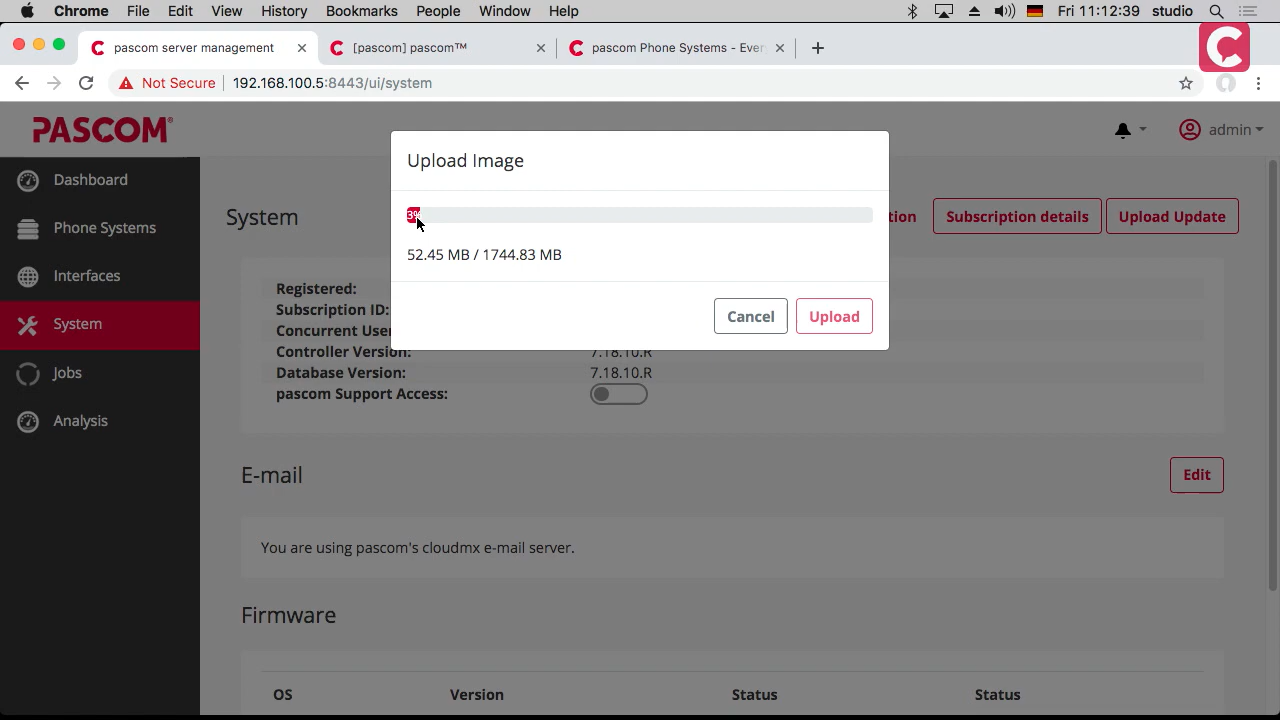 Chrome File Edit View History Bookmarks People Window Help Fri 11:12:39 studio
pascom server management [pascom] pascom™ pascom Phone Systems - Ever
Not Secure 192.168.100.5:8443/ui/system
PASCOM admin
Upload Image
Dashboard
3%
System Subscription details Upload Update
Phone Systems
52.45 MB / 1744.83 MB
Interfaces
Registered:
Subscription ID:
Cancel Upload
System
Concurrent User
Controller Version: 7.18.10.R
Jobs
Database Version: 7.18.10.R
pascom Support Access:
Analysis
E-mail Edit
You are using pascom's cloudmx e-mail server.
Firmware
OS Version Status Status